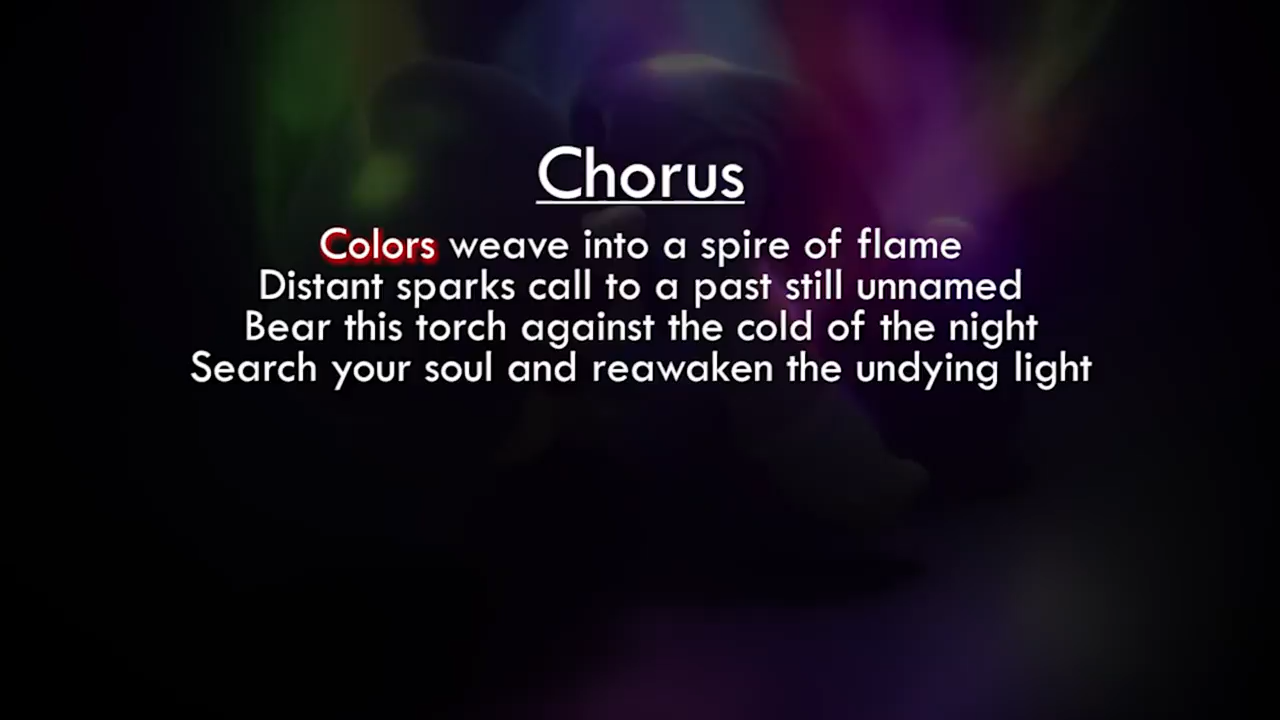 Chorus
Colors weave into a spire of flame
Distant sparks call to a past still unnamed
Bear this torch against the cold of the night
Search your soul and reawaken the undying light